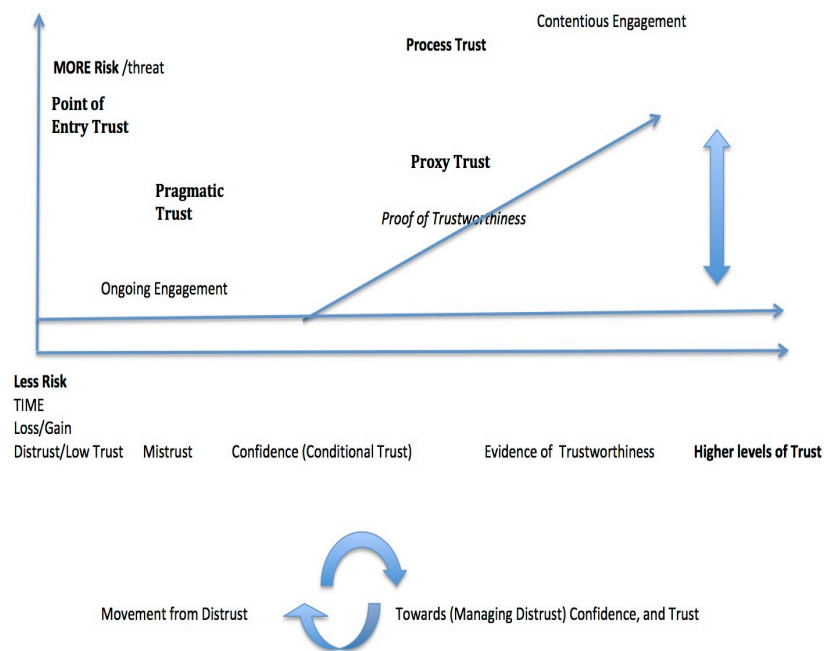 Contentious Engagement
Process Trust
MORE Risk /threat
Point of
Entry Trust
Proxy Trust
Pragmatic
Trust
Proof of Trustworthiness
Ongoing Engagement
Less Risk
TIME
Loss/Gain
Distrust/Low Trust Mistrust Confidence (Conditional Trust) Evidence of Trustworthiness Higher levels of Trust
Movement from Distrust Towards (Managing Distrust) Confidence, and Trust